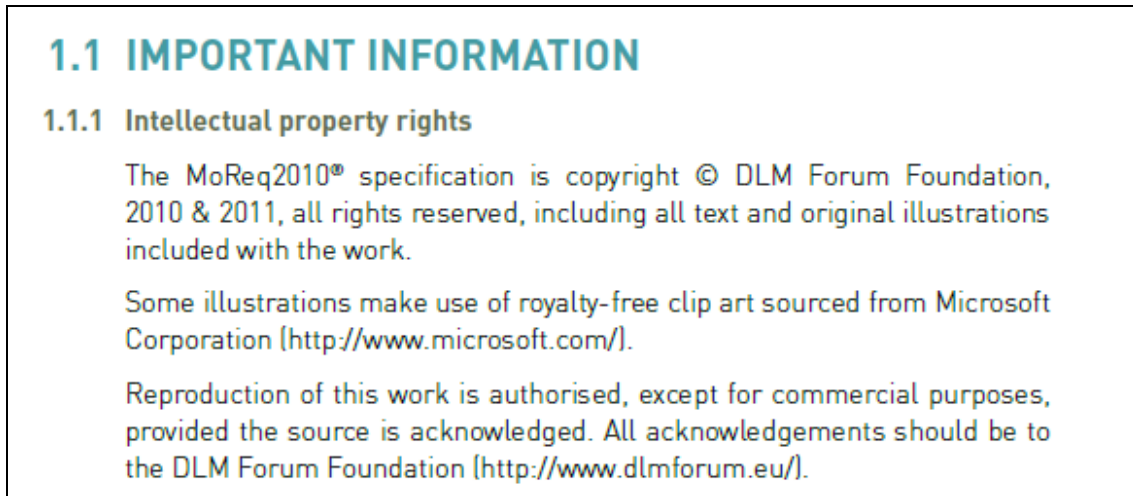 1.1 IMPORTANT INFORMATION
1.1.1 Intellectual property rights
The MoReq2010® specification is copyright © DLM Forum Foundation,
2010 & 2011, all rights reserved, including all text and original illustrations
included with the work.
Some illustrations make use of royalty-free clip art sourced from Microsoft
Corporation (http://www.microsoft.com/).
Reproduction of this work is authorised, except for commercial purposes,
provided the source is acknowledged. All acknowledgements should be to
the DLM Forum Foundation (http://www.dlmforum.eu/).